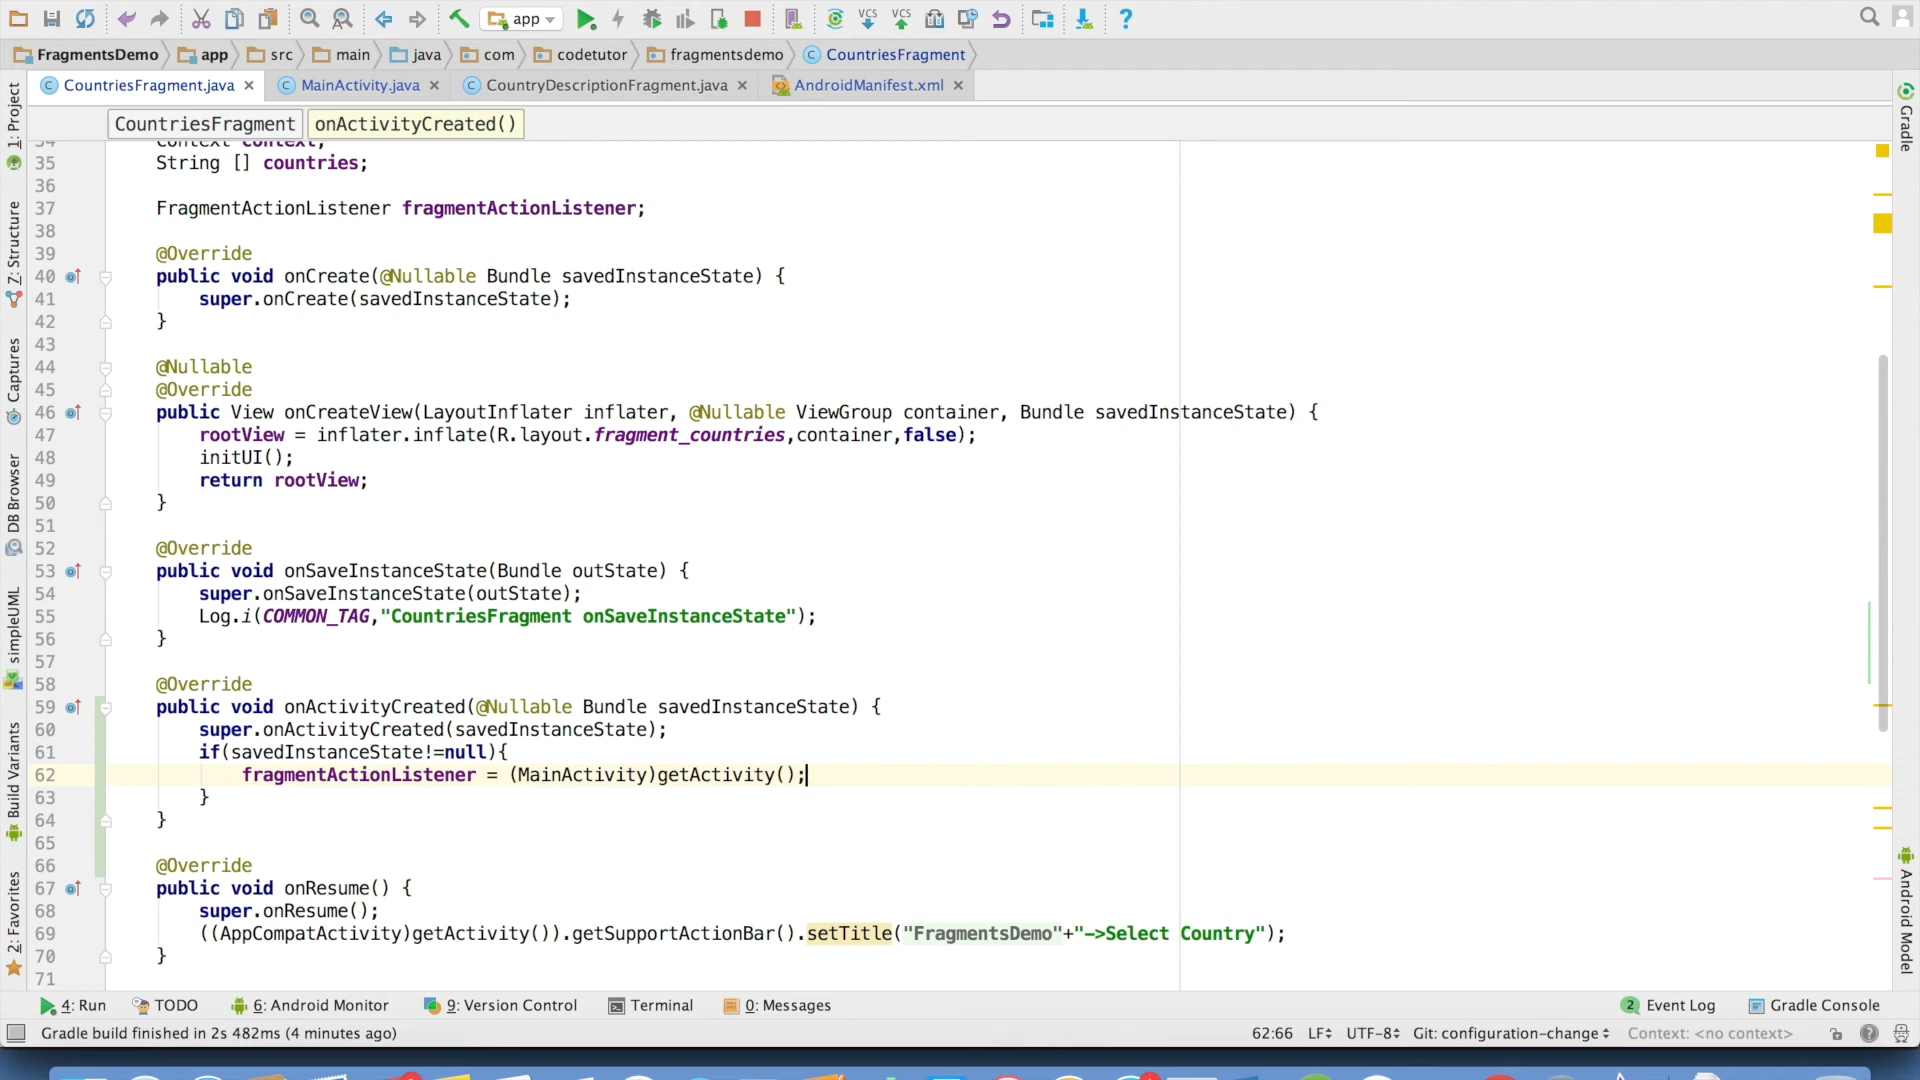 app
FragmentsDemo app src main java com codetutor fragmentsdemo CountriesFragment
CountriesFragment.java MainActivity.java CountryDescriptionFragment.java AndroidManifest.xml
CountriesFragment onActivityCreated()
34 Context context;
35 String [] countries;
36
37 FragmentActionListener fragmentActionListener;
38
39 @Override
40 public void onCreate(@Nullable Bundle savedInstanceState) {
41 super.onCreate(savedInstanceState);
42 }
43
44 @Nullable
45 @Override
46 public View onCreateView(LayoutInflater inflater, @Nullable ViewGroup container, Bundle savedInstanceState) {
47 rootView = inflater.inflate(R.layout.fragment_countries,container,false);
48 initUI();
49 return rootView;
50 }
51
52 @Override
53 public void onSaveInstanceState(Bundle outState) {
54 super.onSaveInstanceState(outState);
55 Log.i(COMMON_TAG,"CountriesFragment onSaveInstanceState");
56 }
57
58 @Override
59 public void onActivityCreated(@Nullable Bundle savedInstanceState) {
60 super.onActivityCreated(savedInstanceState);
61 if(savedInstanceState!=null){
62 fragmentActionListener = (MainActivity)getActivity();
63 }
64 }
65
66 @Override
67 public void onResume() {
68 super.onResume();
69 ((AppCompatActivity)getActivity()).getSupportActionBar().setTitle("FragmentsDemo"+"->Select Country");
70 }
71
1: Project
Z: Structure
Captures
DB Browser
simpleUML
Build Variants
2: Favorites
Gradle
Android Model
VCS VCS
4: Run TODO 6: Android Monitor 9: Version Control Terminal 0: Messages 2 Event Log Gradle Console
Gradle build finished in 2s 482ms (4 minutes ago) 62:66 LF UTF-8 Git: configuration-change Context: <no context>